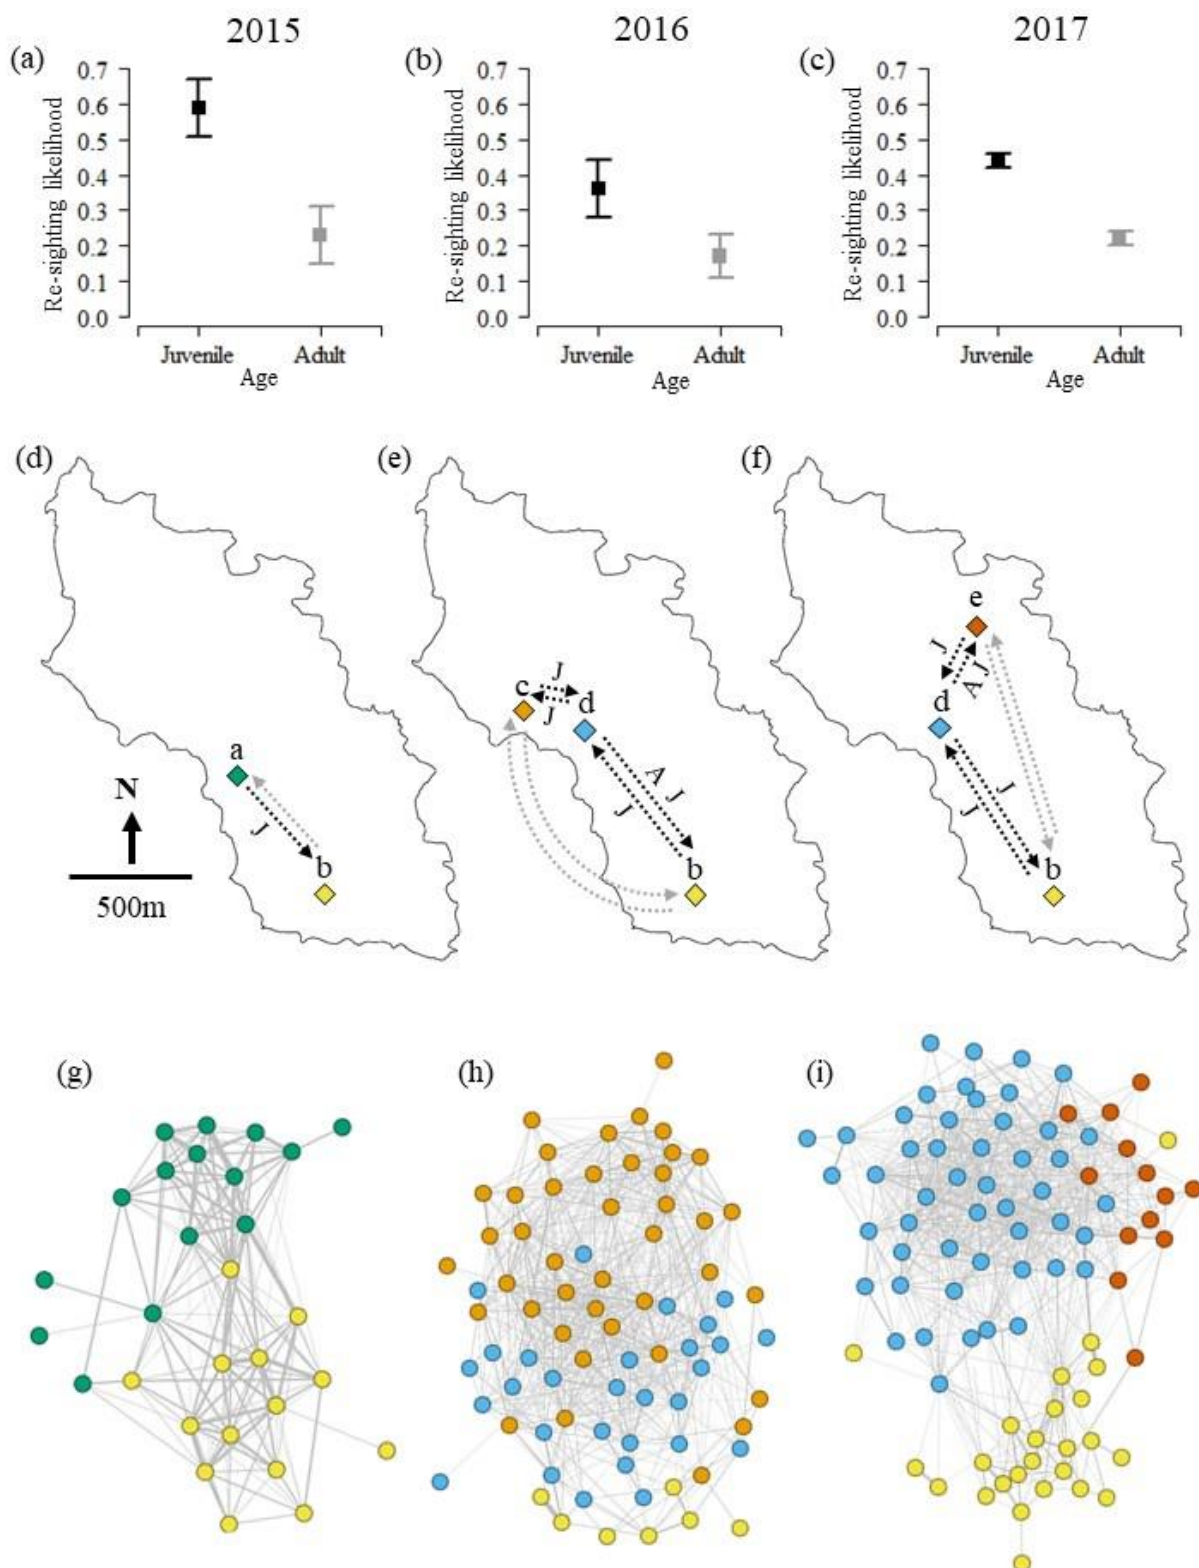 2015
2016
2017
(a)
(b)
(c)
Re-sighting likelihood
0.7
0.6
0.5
0.4
0.3
0.2
0.1
0.0
Juvenile
Adult
Age
Re-sighting likelihood
0.7
0.6
0.5
0.4
0.3
0.2
0.1
0.0
Juvenile
Adult
Age
Re-sighting likelihood
0.7
0.6
0.5
0.4
0.3
0.2
0.1
0.0
Juvenile
Adult
Age
(d)
a
J
b
N
500m
(e)
c
J
J
d
A J
J
b
(f)
e
J
A J
d
J
J
b
(g)
(h)
(i)